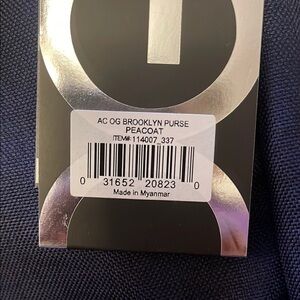 AC OG BROOKLYN PURSE
PEACOAT
ITEM#:114007_337
0 31652 20823 0
Made in Myanmar